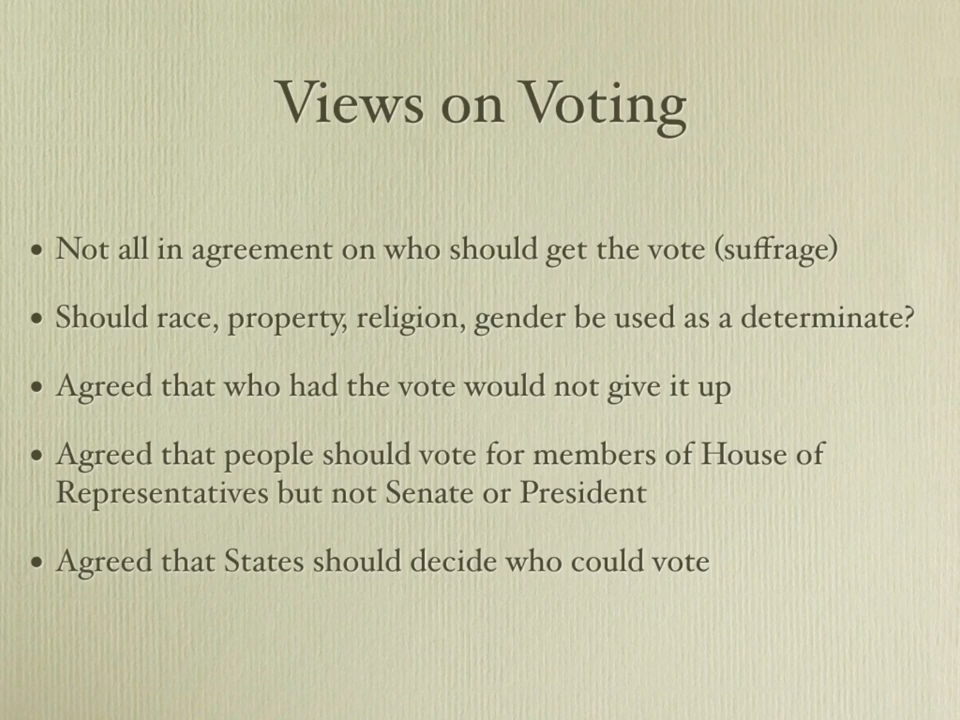 Views on Voting
• Not all in agreement on who should get the vote (suffrage)
• Should race, property, religion, gender be used as a determinate?
• Agreed that who had the vote would not give it up
• Agreed that people should vote for members of House of
Representatives but not Senate or President
• Agreed that States should decide who could vote